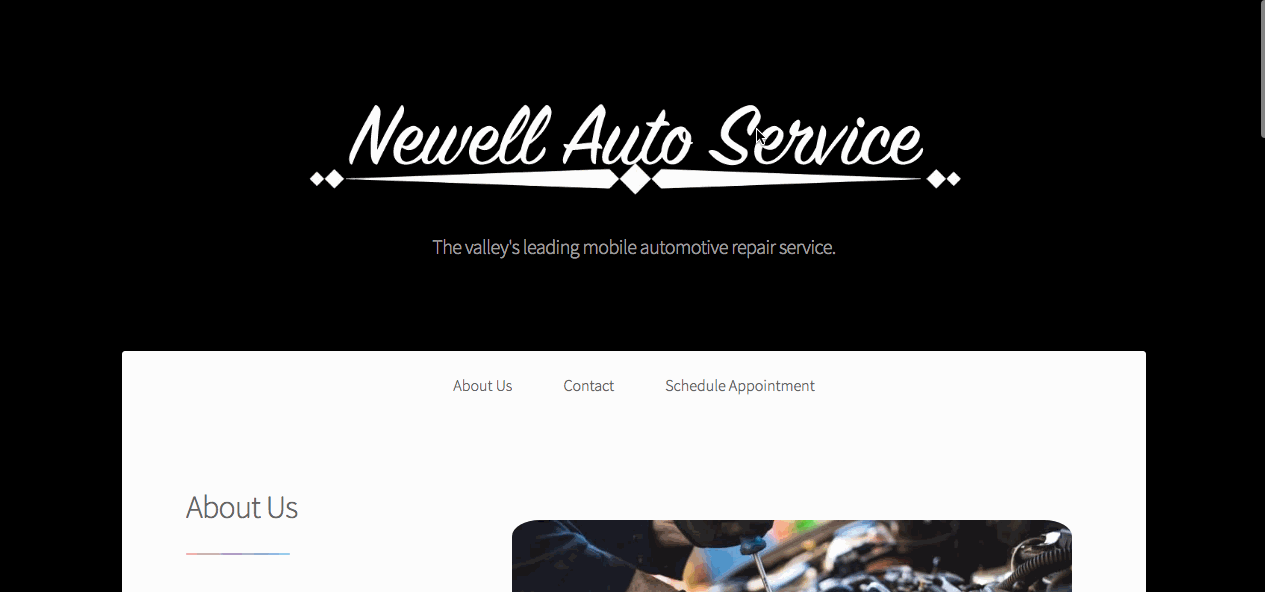 Newell Auto Service
The valley's leading mobile automotive repair service.
About Us
Contact
Schedule Appointment
About Us